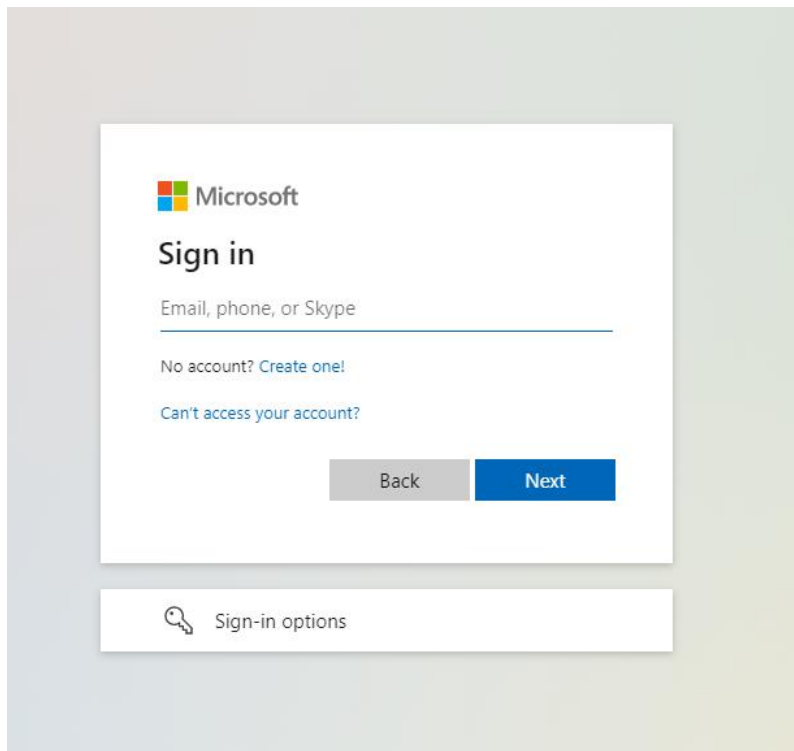 Microsoft
Sign in
Email, phone, or Skype
No account? Create one!
Can't access your account?
Back Next
Sign-in options